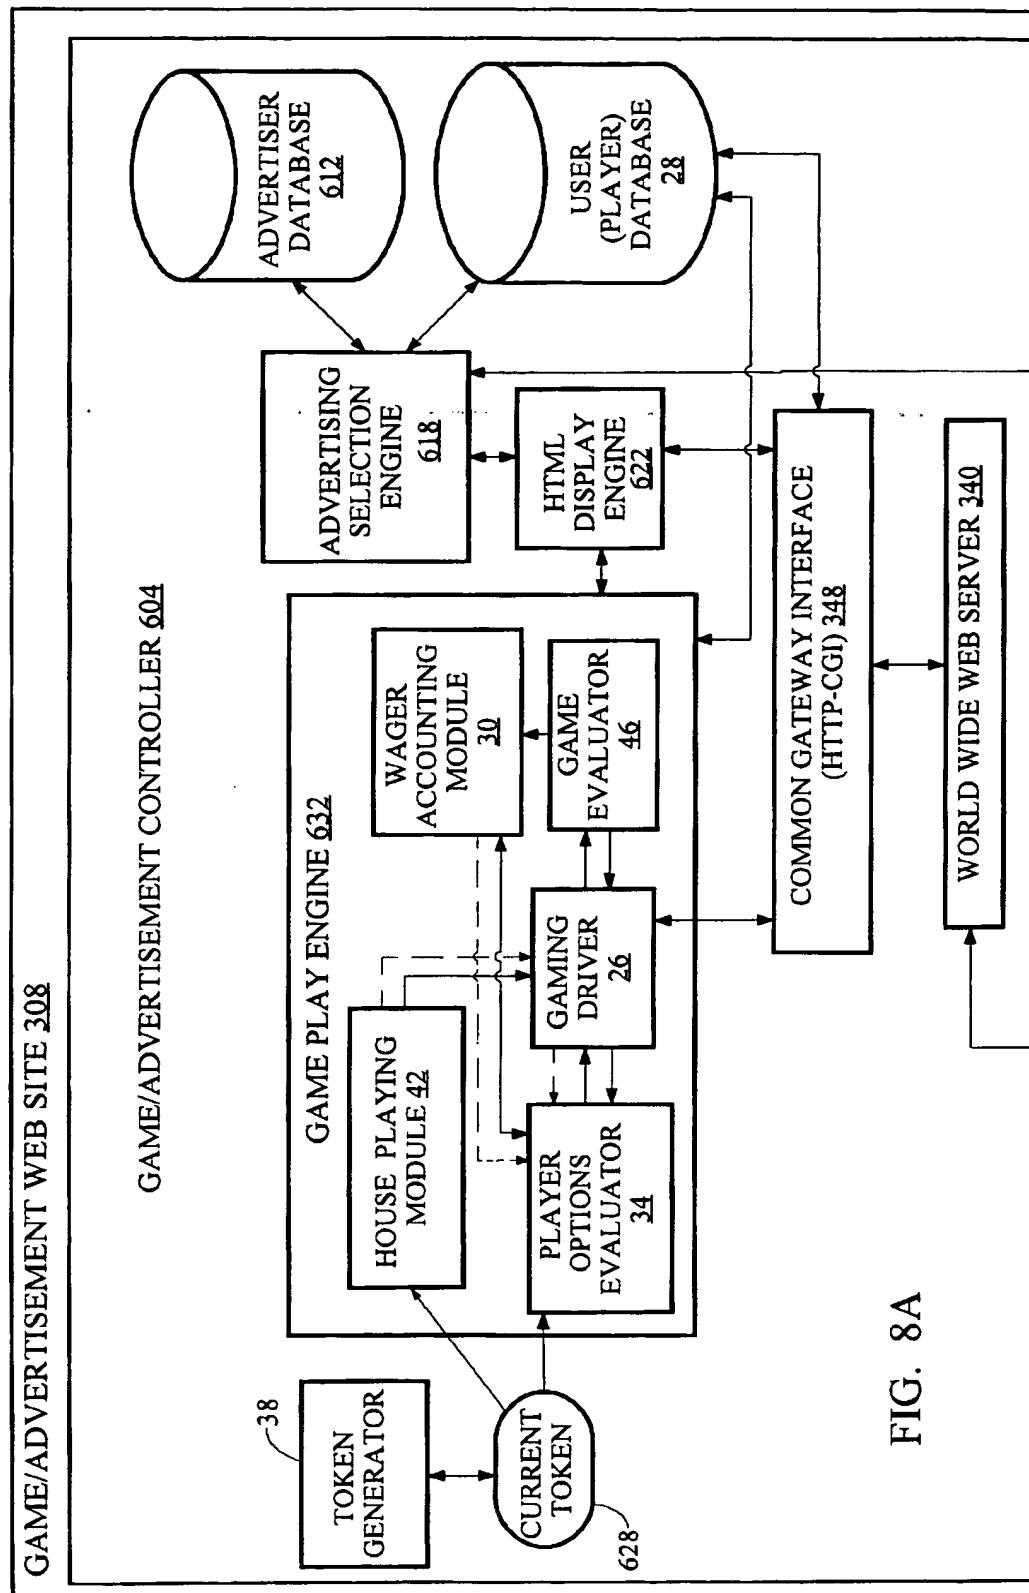 GAME/ADVERTISEMENT WEB SITE 308
GAME/ADVERTISEMENT CONTROLLER 604
TOKEN
GENERATOR
38
CURRENT
TOKEN
628
GAME PLAY ENGINE 632
HOUSE PLAYING
MODULE 42
PLAYER
OPTIONS
EVALUATOR
34
GAMING
DRIVER
26
WAGER
ACCOUNTING
MODULE
30
GAME
EVALUATOR
46
ADVERTISING
SELECTION
ENGINE
618
HTML
DISPLAY
ENGINE
622
ADVERTISER
DATABASE
612
USER
(PLAYER)
DATABASE
28
COMMON GATEWAY INTERFACE
(HTTP-CGI) 348
WORLD WIDE WEB SERVER 340
FIG. 8A